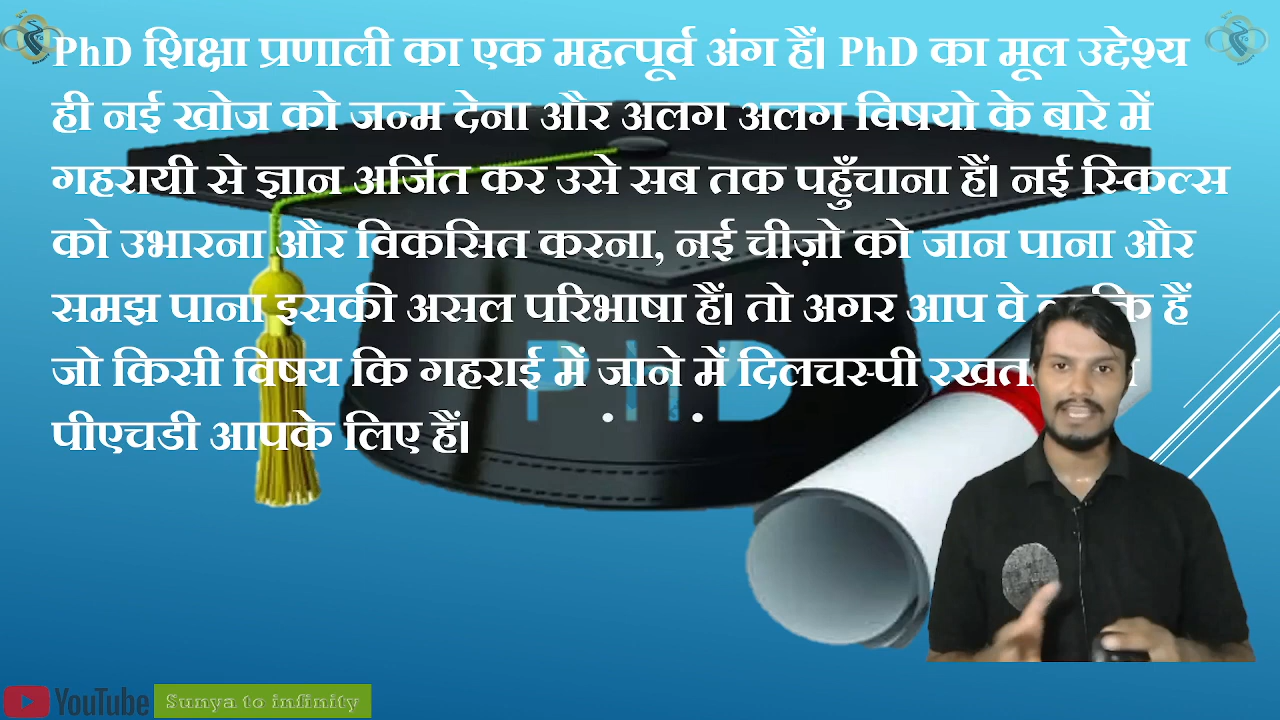 PhD शिक्षा प्रणाली का एक महत्पूर्व अंग हैं। PhD का मूल उद्देश्य
ही नई खोज को जन्म देना और अलग अलग विषयो के बारे में
गहरायी से ज्ञान अर्जित कर उसे सब तक पहुँचाना हैं। नई स्किल्स
को उभारना और विकसित करना, नई चीज़ो को जान पाना और
समझ पाना इसकी असल परिभाषा हैं। तो अगर आप वे हैं
जो किसी विषय कि गहराई में जाने में दिलचस्पी
पीएचडी आपके लिए हैं।
PhD
YouTube Sunya to infinity